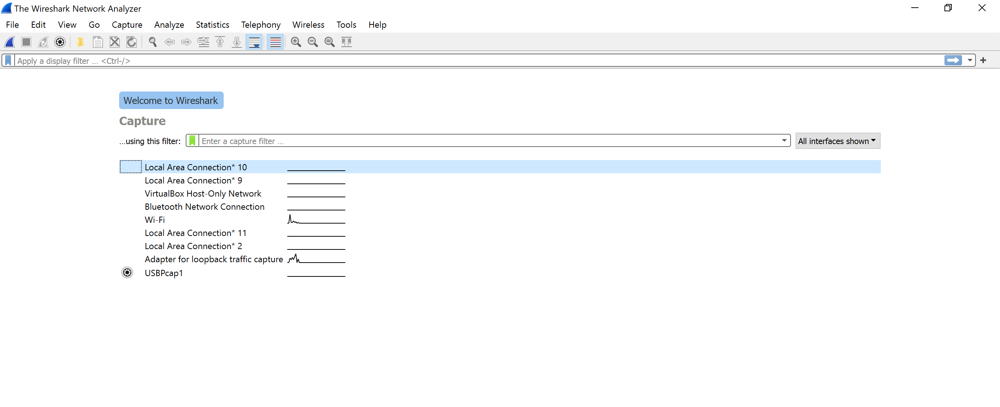 The Wireshark Network Analyzer
File Edit View Go Capture Analyze Statistics Telephony Wireless Tools Help
Apply a display filter … <Ctrl-/>
Welcome to Wireshark
Capture
…using this filter: Enter a capture filter … All interfaces shown
Local Area Connection* 10
Local Area Connection* 9
VirtualBox Host-Only Network
Bluetooth Network Connection
Wi-Fi
Local Area Connection* 11
Local Area Connection* 2
Adapter for loopback traffic capture
USBPcap1